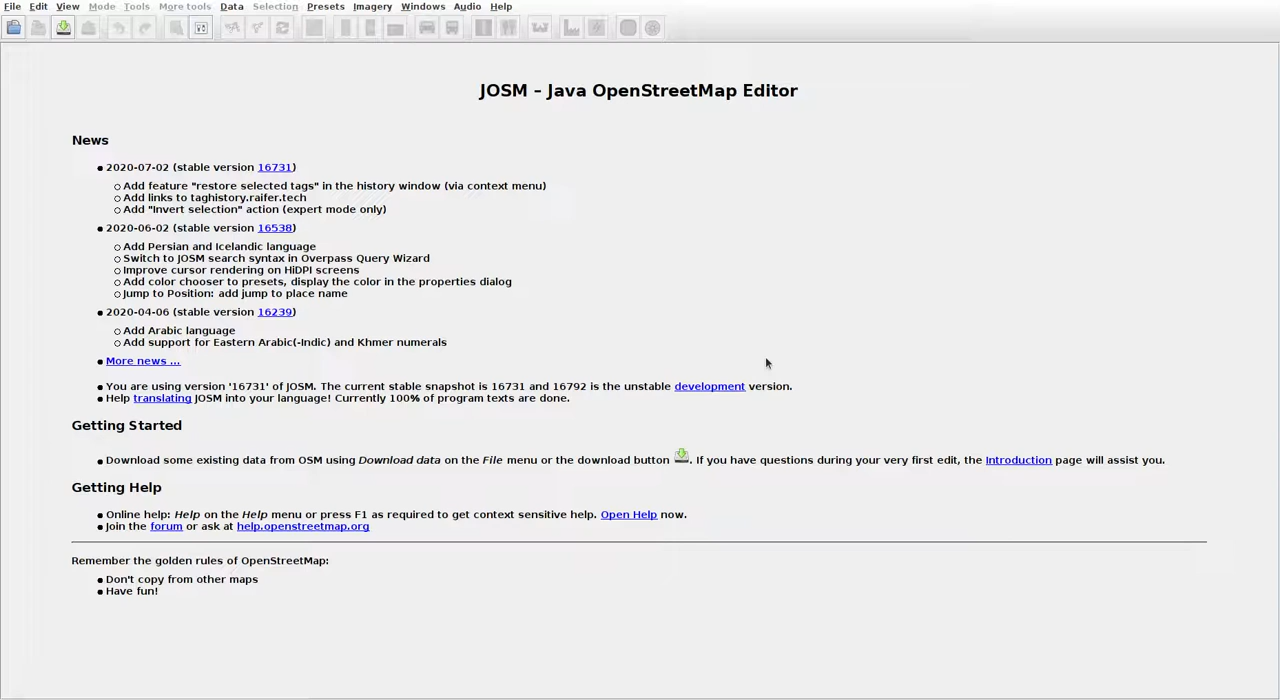 File Edit View Mode Tools More tools Data Selection Presets Imagery Windows Audio Help
JOSM – Java OpenStreetMap Editor
News
2020-07-02 (stable version 16731)
Add feature "restore selected tags" in the history window (via context menu)
Add links to taghistory.raifer.tech
Add "Invert selection" action (expert mode only)
2020-06-02 (stable version 16538)
Add Persian and Icelandic language
Switch to JOSM search syntax in Overpass Query Wizard
Improve cursor rendering on HiDPI screens
Add color chooser to presets, display the color in the properties dialog
Jump to Position: add jump to place name
2020-04-06 (stable version 16239)
Add Arabic language
Add support for Eastern Arabic(-Indic) and Khmer numerals
More news ...
You are using version '16731' of JOSM. The current stable snapshot is 16731 and 16792 is the unstable development version.
Help translating JOSM into your language! Currently 100% of program texts are done.
Getting Started
Download some existing data from OSM using Download data on the File menu or the download button . If you have questions during your very first edit, the Introduction page will assist you.
Getting Help
Online help: Help on the Help menu or press F1 as required to get context sensitive help. Open Help now.
Join the forum or ask at help.openstreetmap.org
Remember the golden rules of OpenStreetMap:
Don't copy from other maps
Have fun!